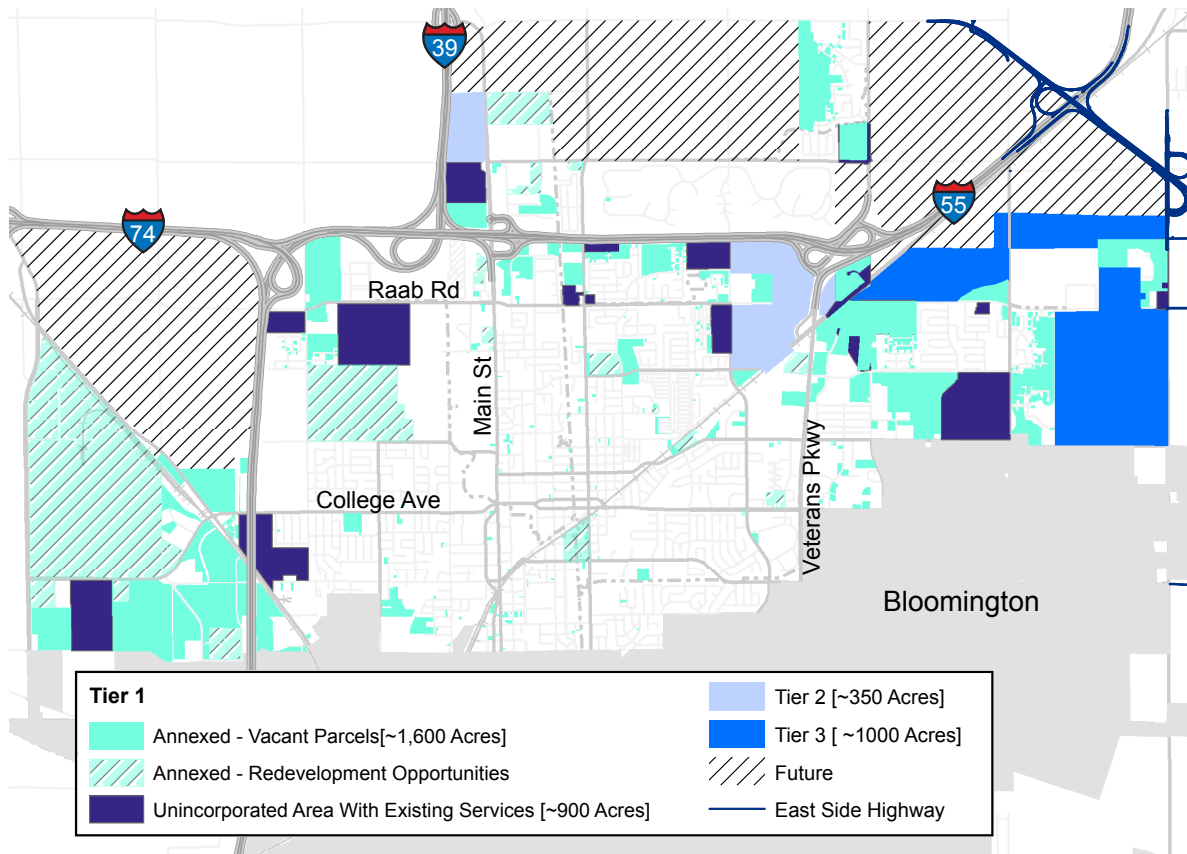 39
74
55
Raab Rd
Main St
College Ave
Veterans Pkwy
Bloomington
Tier 1
Annexed - Vacant Parcels[~1,600 Acres]
Annexed - Redevelopment Opportunities
Unincorporated Area With Existing Services [~900 Acres]
Tier 2 [~350 Acres]
Tier 3 [ ~1000 Acres]
Future
East Side Highway